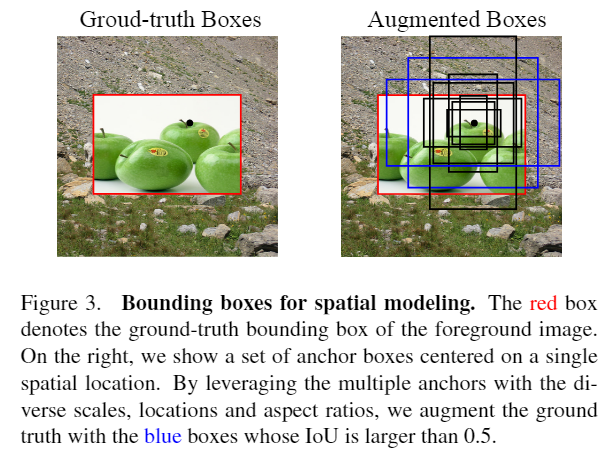 Groud-truth Boxes
Augmented Boxes
Figure 3. Bounding boxes for spatial modeling. The red box
denotes the ground-truth bounding box of the foreground image.
On the right, we show a set of anchor boxes centered on a single
spatial location. By leveraging the multiple anchors with the di-
verse scales, locations and aspect ratios, we augment the ground
truth with the blue boxes whose IoU is larger than 0.5.